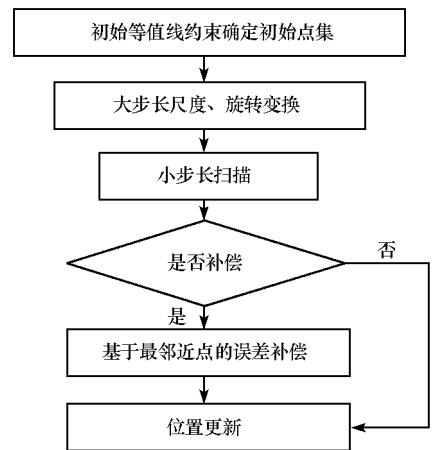 初始等值线约束确定初始点集
大步长尺度、旋转变换
小步长扫描
是否补偿
否
是
基于最邻近点的误差补偿
位置更新